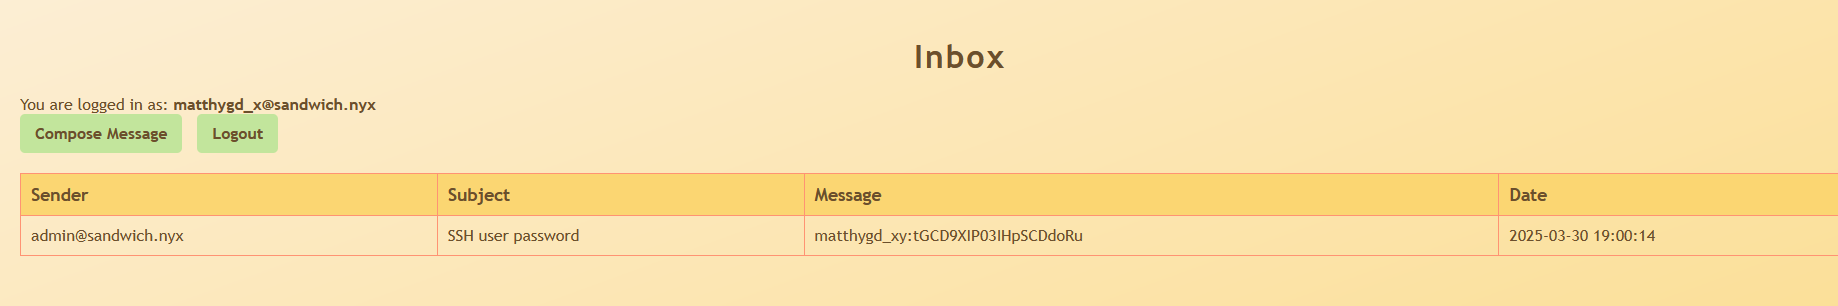 Inbox
You are logged in as: matthygd_x@sandwich.nyx
Compose Message Logout
Sender Subject Message Date
admin@sandwich.nyx SSH user password matthygd_xy:tGCD9XIP03IHpSCDdoRu 2025-03-30 19:00:14